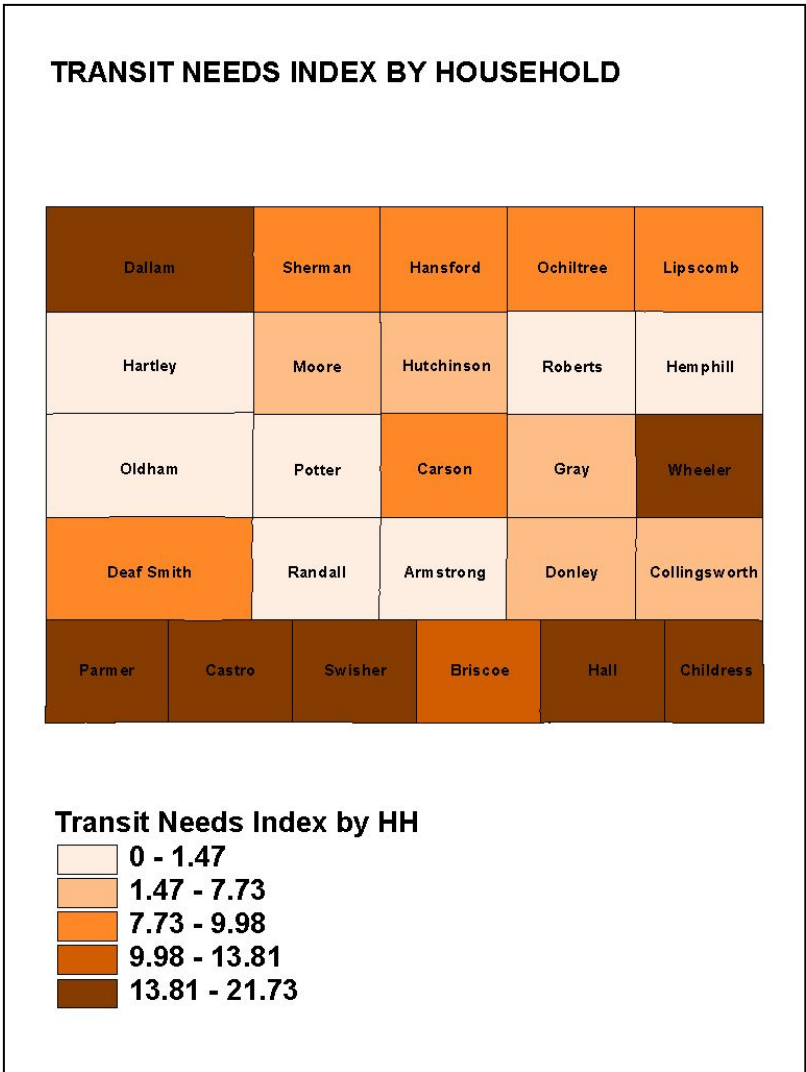 TRANSIT NEEDS INDEX BY HOUSEHOLD
Dallam Sherman Hansford Ochiltree Lipscomb
Hartley Moore Hutchinson Roberts Hemphill
Oldham Potter Carson Gray Wheeler
Deaf Smith Randall Armstrong Donley Collingsworth
Parmer Castro Swisher Briscoe Hall Childress
Transit Needs Index by HH
0 - 1.47
1.47 - 7.73
7.73 - 9.98
9.98 - 13.81
13.81 - 21.73